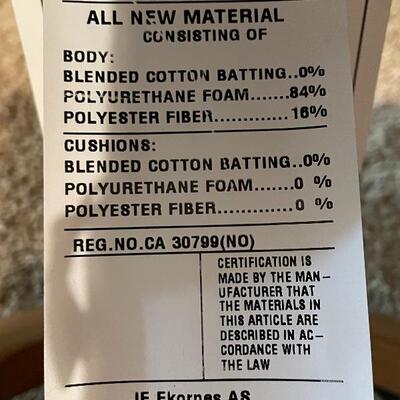 ALL NEW MATERIAL
CONSISTING OF
BODY:
BLENDED COTTON BATTING..0%
POLYURETHANE FOAM.......84%
POLYESTER FIBER.............16%
CUSHIONS:
BLENDED COTTON BATTING..0%
POLYURETHANE FOAM.......0 %
POLYESTER FIBER............0 %
REG.NO.CA 30799(NO)
CERTIFICATION IS
MADE BY THE MAN-
UFACTURER THAT
THE MATERIALS IN
THIS ARTICLE ARE
DESCRIBED IN AC-
CORDANCE WITH
THE LAW
Ekornes AS